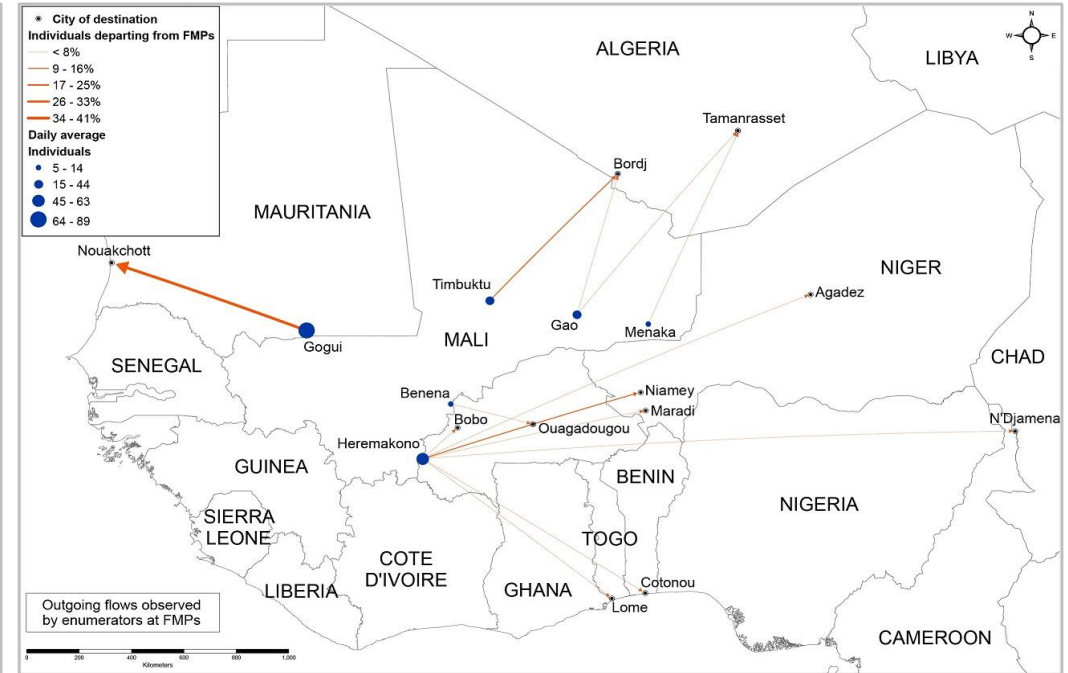 City of destination
Individuals departing from FMPs
< 8%
9 - 16%
17 - 25%
26 - 33%
34 - 41%
Daily average
Individuals
5 - 14
15 - 44
45 - 63
64 - 89
N
W E
S
ALGERIA
LIBYA
Tamanrasset
Bordj
MAURITANIA
Nouakchott
NIGER
Timbuktu
Agadez
Gao
Menaka
MALI
Gogui
SENEGAL
CHAD
Benena
Niamey
Maradi
Bobo
Ouagadougou
N'Djamena
Heremakono
GUINEA
BENIN
NIGERIA
SIERRA
LEONE
TOGO
COTE
D'IVOIRE
GHANA
LIBERIA
Cotonou
Lome
CAMEROON
Outgoing flows observed
by enumerators at FMPs
0 200 400 600 800 1,000
Kilometers